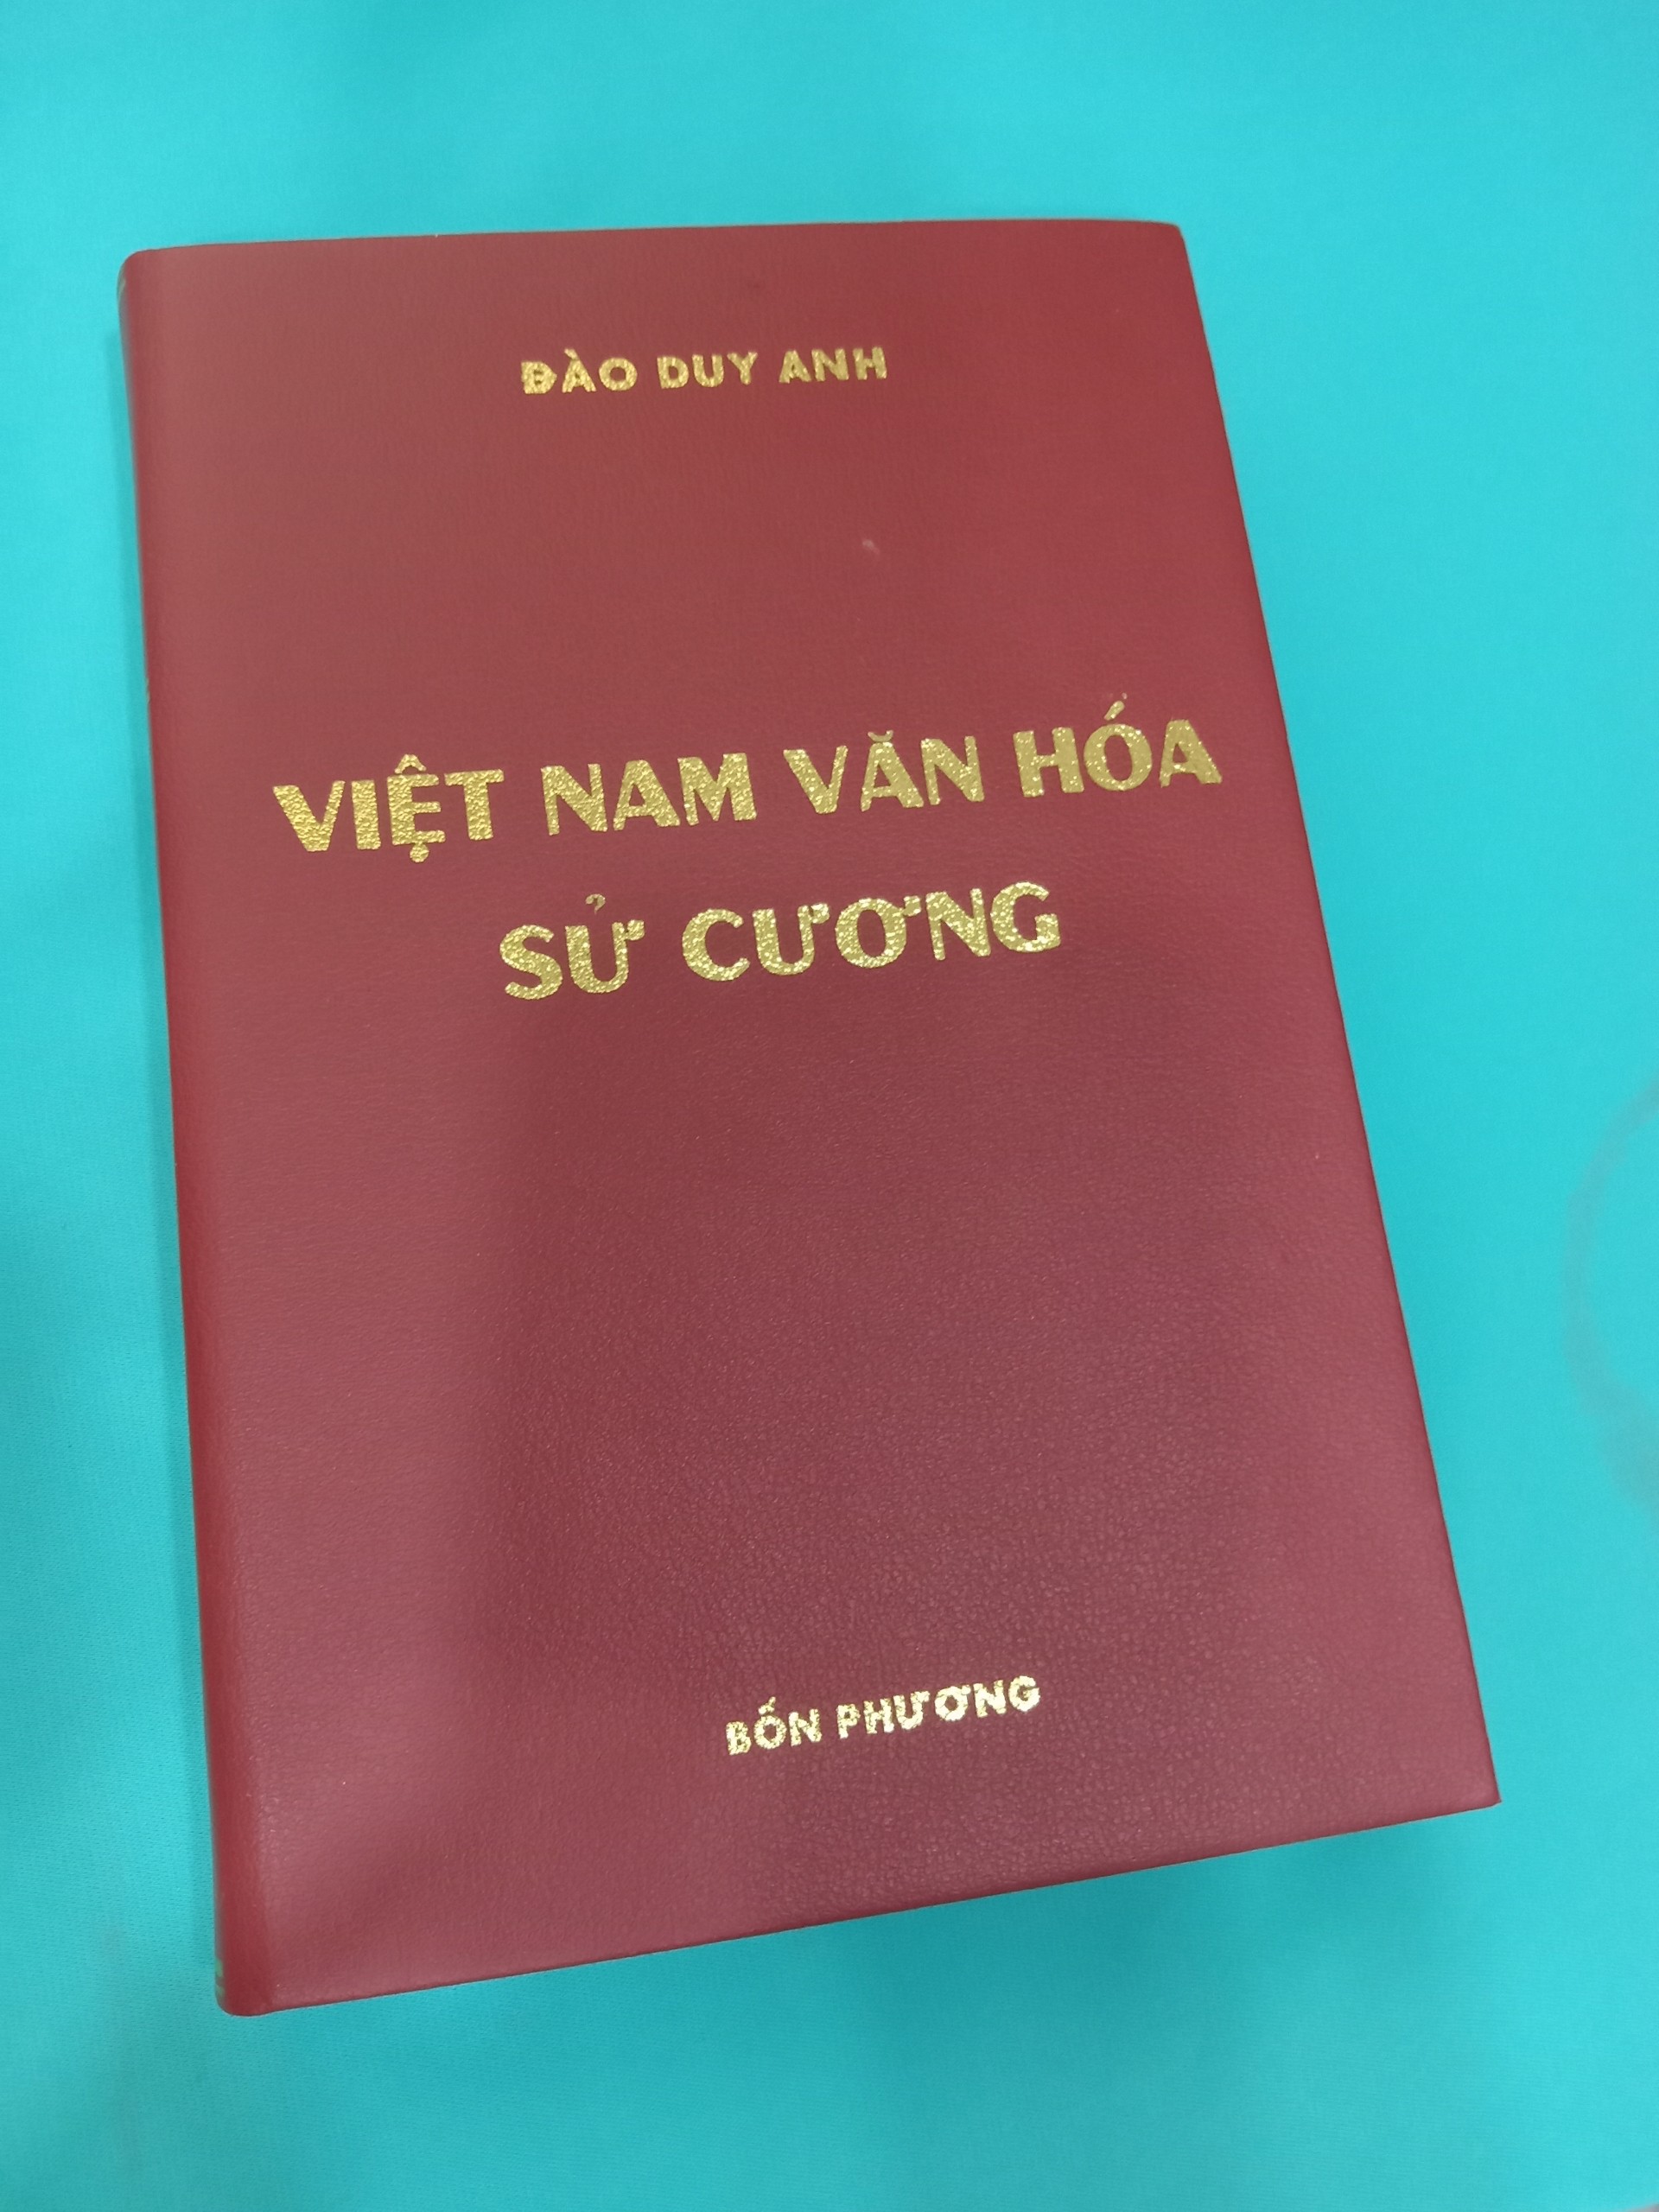 ĐÀO DUY ANH
VIỆT NAM VĂN HÓA
SỬ CƯƠNG
BỐN PHƯƠNG